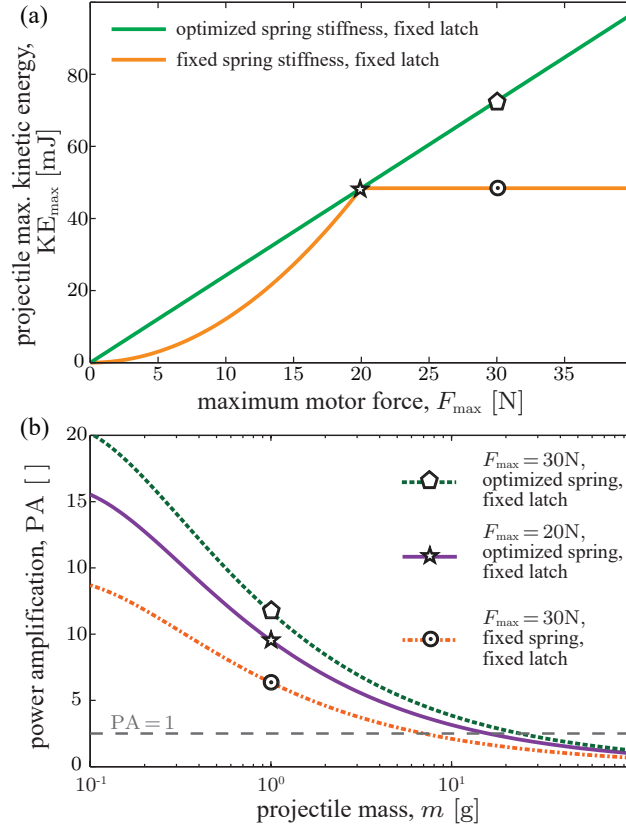 (a)
projectile max. kinetic energy,
KEmax [mJ]
80
60
40
20
0
optimized spring stiffness, fixed latch
fixed spring stiffness, fixed latch
0 5 10 15 20 25 30 35
maximum motor force, Fmax [N]
(b)
power amplification, PA [ ]
20
15
10
10
5
0
Fmax = 30N,
optimized spring,
fixed latch
Fmax = 20N,
optimized spring,
fixed latch
Fmax = 30N,
fixed spring,
fixed latch
PA = 1
10⁻¹ 10⁰ 10¹
projectile mass, m [g]